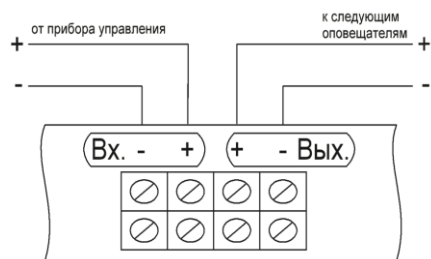 от прибора управления
к следующим
оповещателям
+ +
- -
Вх. - + + - Вых.